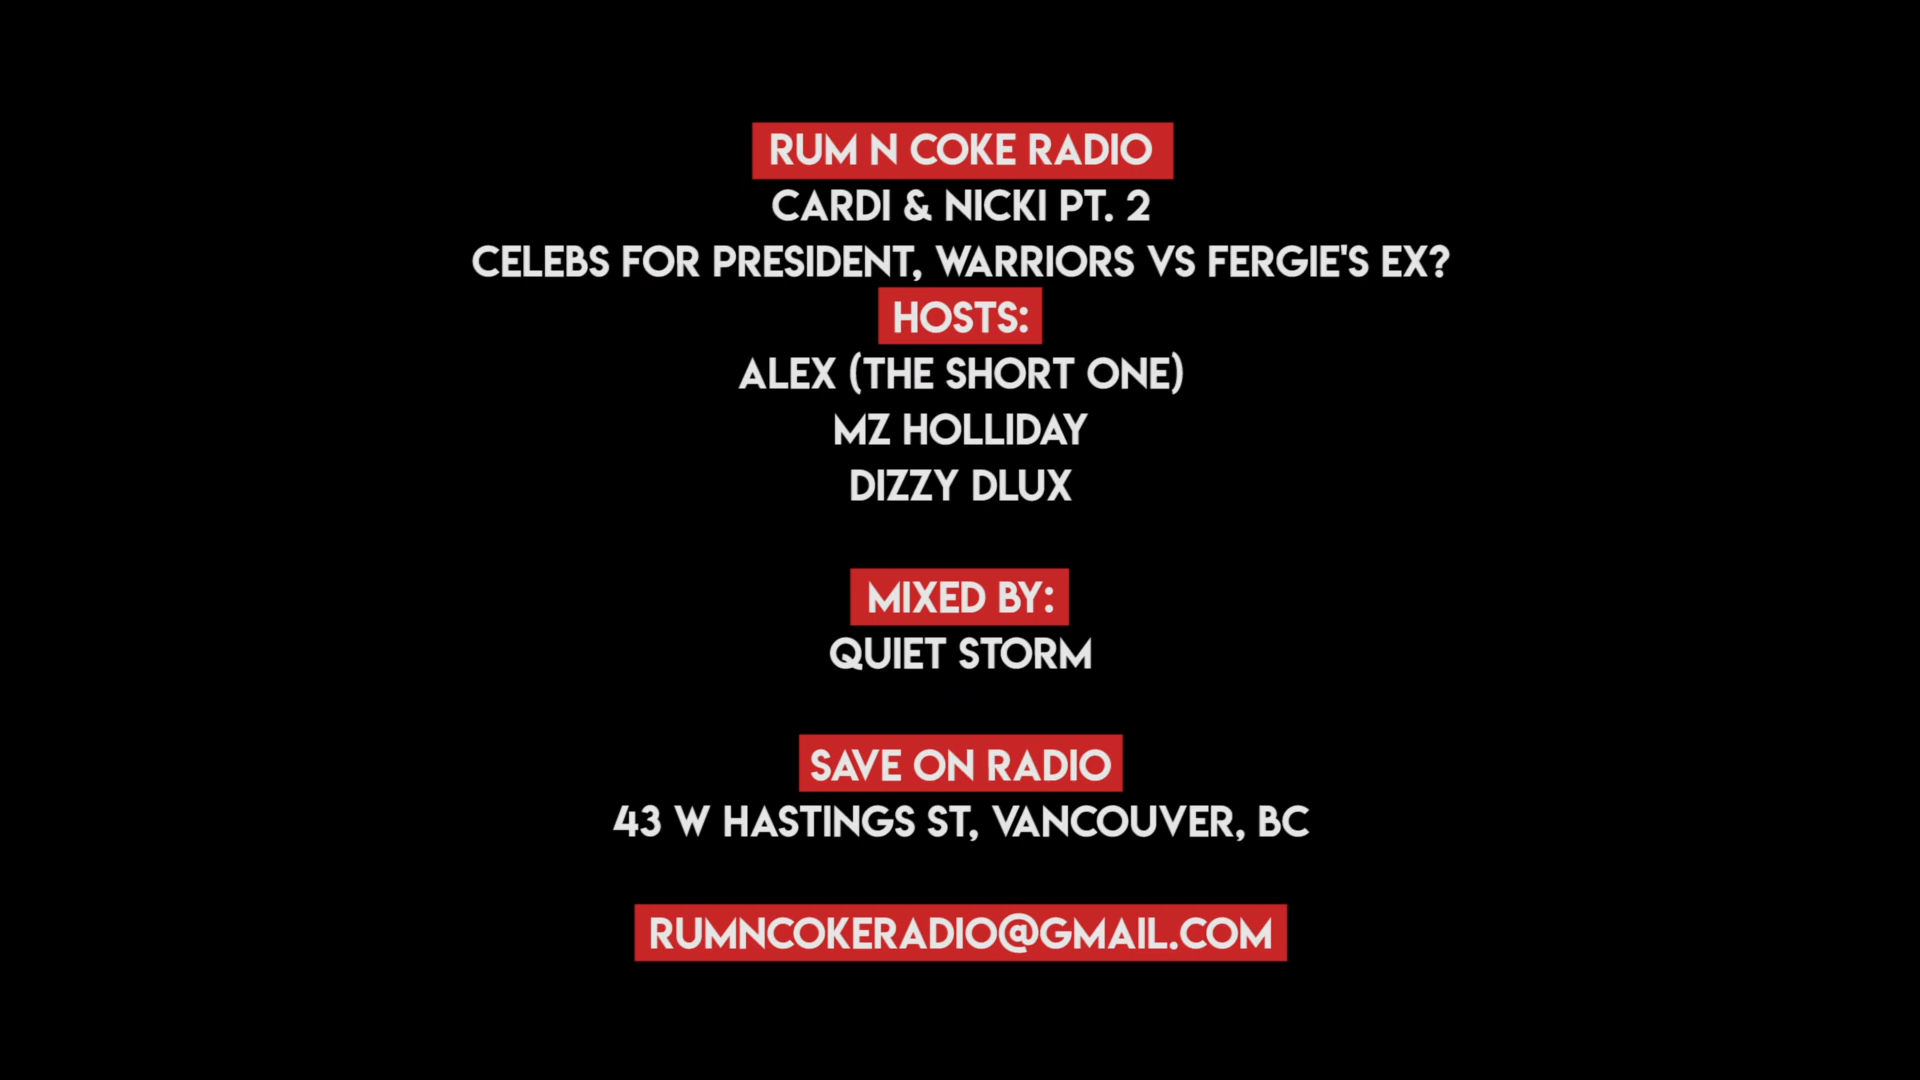 RUM N COKE RADIO
CARDI & NICKI PT. 2
CELEBS FOR PRESIDENT, WARRIORS VS FERGIE'S EX?
HOSTS:
ALEX (THE SHORT ONE)
MZ HOLLIDAY
DIZZY DLUX
MIXED BY:
QUIET STORM
SAVE ON RADIO
43 W HASTINGS ST, VANCOUVER, BC
RUMNCOKERADIO@GMAIL.COM